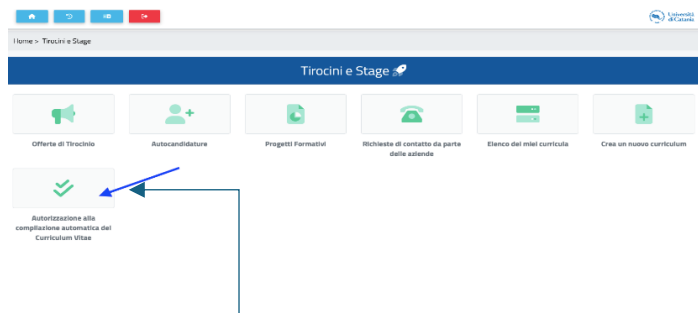 Università
di Catania
Home > Tirocini e Stage
Tirocini e Stage
Offerte di Tirocinio
Autocandidature
Progetti Formativi
Richieste di contatto da parte
delle aziende
Elenco dei miei curricula
Crea un nuovo curriculum
Autorizzazione alla
compilazione automatica del
Curriculum Vitae